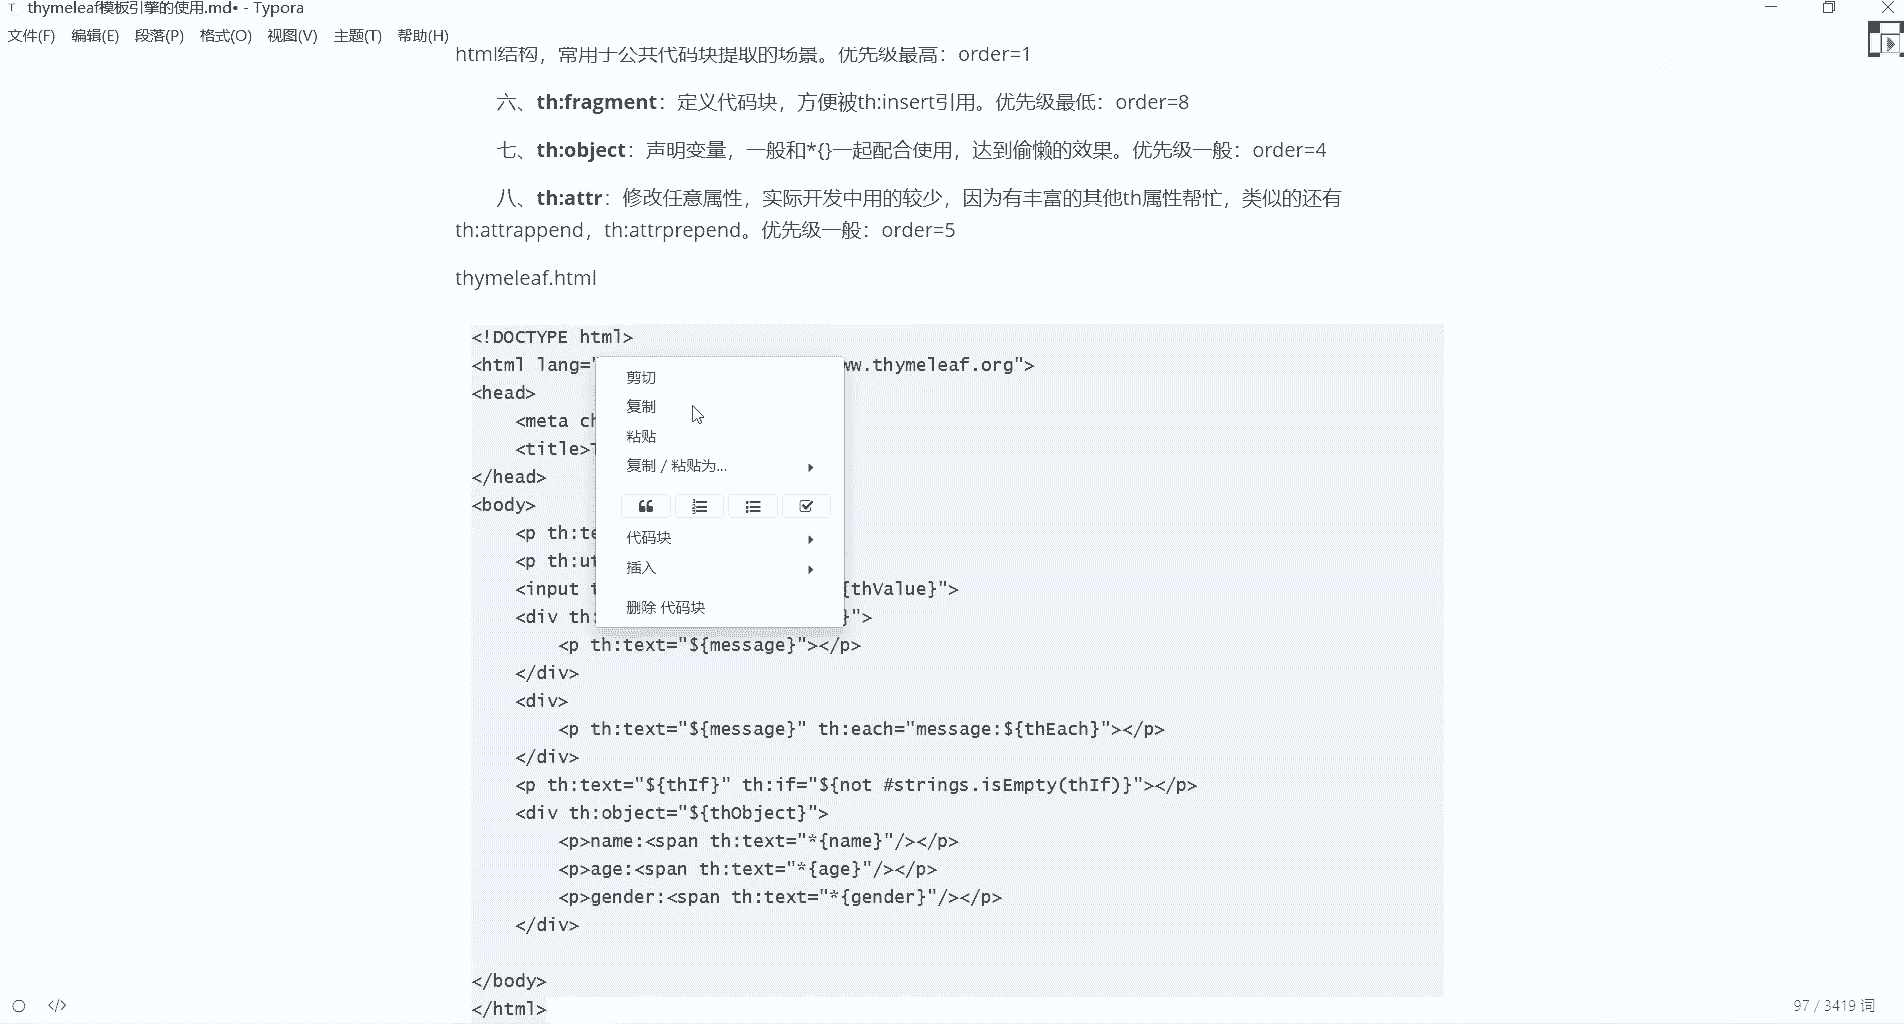 thymeleaf模板引擎的使用.md• - Typora
文件(F) 编辑(E) 段落(P) 格式(O) 视图(V) 主题(T) 帮助(H)
html结构，常用于公共代码块提取的场景。优先级最高：order=1
六、th:fragment：定义代码块，方便被th:insert引用。优先级最低：order=8
七、th:object：声明变量，一般和*{}一起配合使用，达到偷懒的效果。优先级一般：order=4
八、th:attr：修改任意属性，实际开发中用的较少，因为有丰富的其他th属性帮忙，类似的还有
th:attrappend，th:attrprepend。优先级一般：order=5
thymeleaf.html
<!DOCTYPE html>
<html lang=" ww.thymeleaf.org">
<head>
<meta ch
<title>T
</head>
<body>
<p th:te
<p th:ut
<input t {thValue}">
<div th: }">
<p th:text="${message}"></p>
</div>
<div>
<p th:text="${message}" th:each="message:${thEach}"></p>
</div>
<p th:text="${thIf}" th:if="${not #strings.isEmpty(thIf)}"></p>
<div th:object="${thObject}">
<p>name:<span th:text="*{name}"/></p>
<p>age:<span th:text="*{age}"/></p>
<p>gender:<span th:text="*{gender}"/></p>
</div>
</body>
</html>
剪切
复制
粘贴
复制 / 粘贴为...
代码块
插入
删除 代码块
97 / 3419 词